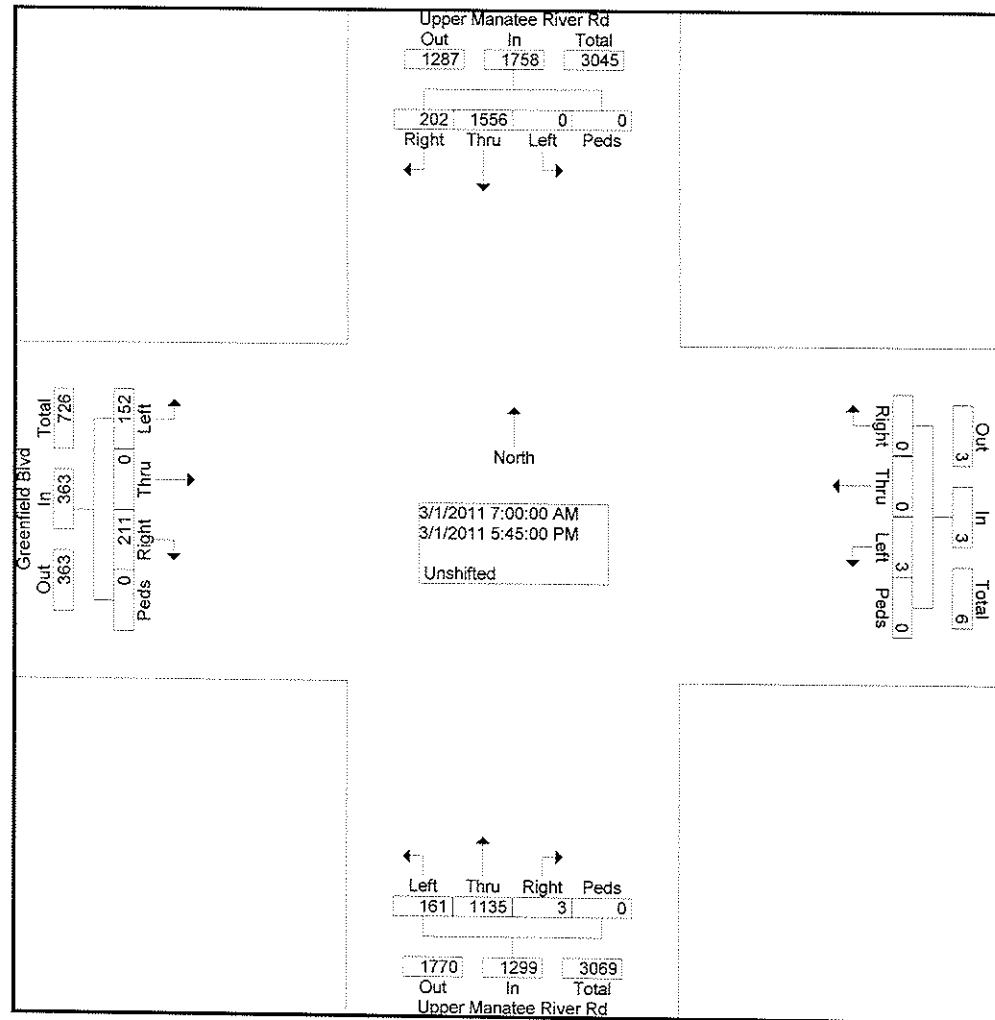 Upper Manatee River Rd
Out In Total
1287 1758 3045
202 1556 0 0
Right Thru Left Peds
Greenfield Blvd
Total In Out
726 363 363
152 0 211 0
Left Thru Right Peds
North
3/1/2011 7:00:00 AM
3/1/2011 5:45:00 PM
Unshifted
Right Thru Left Peds
0 0 3 0
Out In Total
3 3 6
Left Thru Right Peds
161 1135 3 0
1770 1299 3069
Out In Total
Upper Manatee River Rd